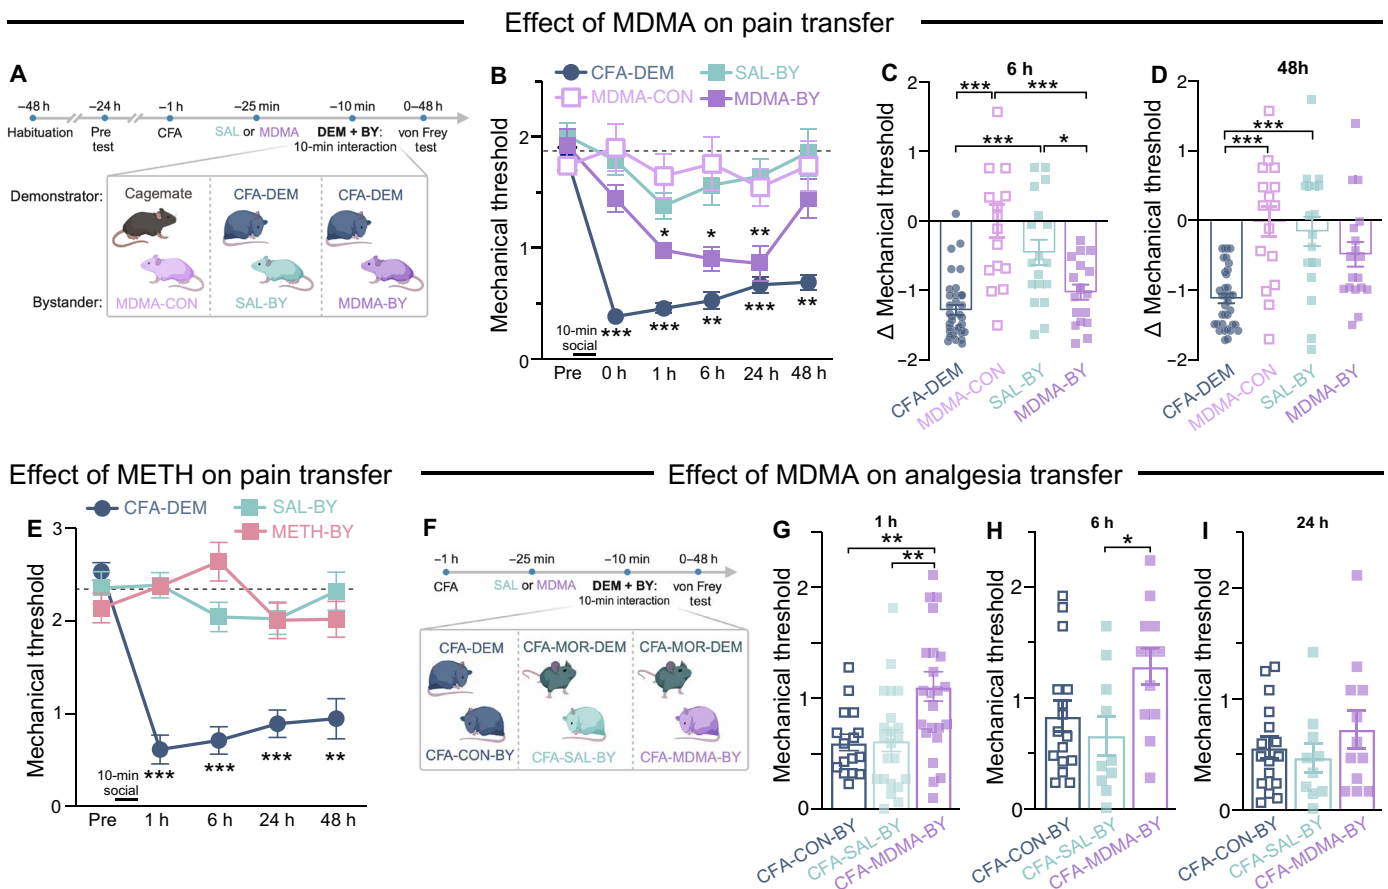 Effect of MDMA on pain transfer
A
−48 h
−24 h
−1 h
−25 min
−10 min
0–48 h
Habituation
Pre
test
CFA
SAL or MDMA
DEM + BY:
10-min interaction
von Frey
test
Demonstrator:
Cagemate
CFA-DEM
CFA-DEM
Bystander:
MDMA-CON
SAL-BY
MDMA-BY
B
CFA-DEM
SAL-BY
MDMA-CON
MDMA-BY
Mechanical threshold
2
1
0
* * **
*** *** ** *** **
10-min
social
Pre
0 h
1 h
6 h
24 h
48 h
C
6 h
Δ Mechanical threshold
2
1
0
−1
−2
*** ***
*** *
CFA-DEM
MDMA-CON
SAL-BY
MDMA-BY
D
48h
Δ Mechanical threshold
2
1
0
−1
−2
***
***
CFA-DEM
MDMA-CON
SAL-BY
MDMA-BY
Effect of METH on pain transfer
E
CFA-DEM
SAL-BY
METH-BY
Mechanical threshold
3
2
1
0
10-min
social
*** *** *** **
Pre
1 h
6 h
24 h
48 h
Effect of MDMA on analgesia transfer
F
−1 h
−25 min
−10 min
0–48 h
CFA
SAL or MDMA
DEM + BY:
10-min interaction
von Frey
test
CFA-DEM
CFA-MOR-DEM
CFA-MOR-DEM
CFA-CON-BY
CFA-SAL-BY
CFA-MDMA-BY
G
1 h
Mechanical threshold
2
1
0
**
**
CFA-CON-BY
CFA-SAL-BY
CFA-MDMA-BY
H
6 h
Mechanical threshold
2
1
0
*
CFA-CON-BY
CFA-SAL-BY
CFA-MDMA-BY
I
24 h
Mechanical threshold
2
1
0
CFA-CON-BY
CFA-SAL-BY
CFA-MDMA-BY